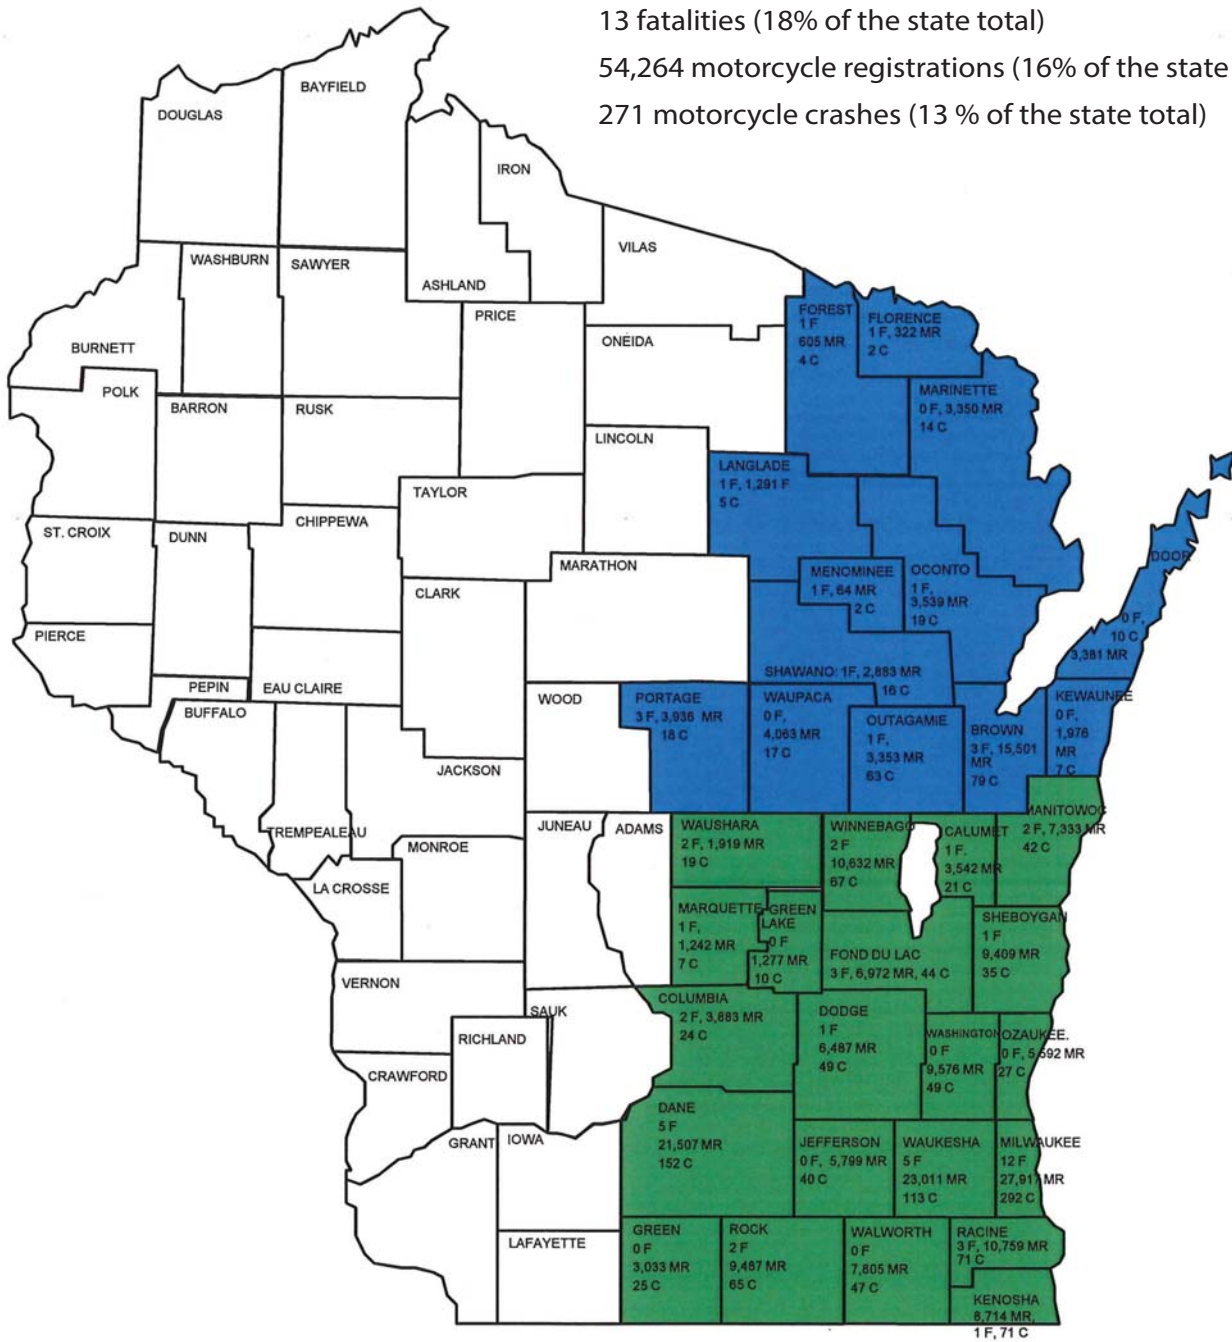 13 fatalities (18% of the state total)
54,264 motorcycle registrations (16% of the state
271 motorcycle crashes (13 % of the state total)
DOUGLAS
BAYFIELD
IRON
VILAS
WASHBURN
SAWYER
ASHLAND
PRICE
ONEIDA
FOREST
1 F
605 MR
4 C
FLORENCE
1 F, 322 MR
2 C
BURNETT
POLK
BARRON
RUSK
MARINETTE
0 F, 3,350 MR
14 C
LINCOLN
LANGLADE
1 F, 1,291 F
5 C
TAYLOR
CHIPPEWA
ST. CROIX
DUNN
MARATHON
CLARK
MENOMINEE
1 F, 64 MR
2 C
OCONTO
1 F,
3,539 MR
19 C
DOOR
0 F,
10 C
3,381 MR
PIERCE
PEPIN
EAU CLAIRE
BUFFALO
SHAWANO: 1F, 2,883 MR
16 C
WOOD
PORTAGE
3 F, 3,936 MR
18 C
WAUPACA
0 F,
4,063 MR
17 C
OUTAGAMIE
1 F,
3,353 MR
63 C
BROWN
3 F, 15,501
MR
79 C
KEWAUNEE
0 F,
1,976
MR
7 C
JACKSON
TREMPEALEAU
MONROE
JUNEAU
ADAMS
WAUSHARA
2 F, 1,919 MR
19 C
WINNEBAGO
2 F
10,632 MR
67 C
CALUMET
1 F,
3,542 MR
21 C
MANITOWOC
2 F, 7,333 MR
42 C
LA CROSSE
MARQUETTE
1 F,
1,242 MR
7 C
GREEN
LAKE
0 F
1,277 MR
10 C
FOND DU LAC
3 F, 6,972 MR, 44 C
SHEBOYGAN
1 F
9,409 MR
35 C
VERNON
SAUK
RICHLAND
COLUMBIA
2 F, 3,883 MR
24 C
DODGE
1 F
6,487 MR
49 C
WASHINGTON
0 F
9,576 MR
49 C
OZAUKEE.
0 F, 5,592 MR
27 C
CRAWFORD
GRANT
IOWA
DANE
5 F
21,507 MR
152 C
JEFFERSON
0 F, 5,799 MR
40 C
WAUKESHA
5 F
23,011 MR
113 C
MILWAUKEE
12 F
27,917 MR
292 C
LAFAYETTE
GREEN
0 F
3,033 MR
25 C
ROCK
2 F
9,487 MR
65 C
WALWORTH
0 F
7,805 MR
47 C
RACINE
3 F, 10,759 MR
71 C
KENOSHA
8,714 MR,
1 F, 71 C